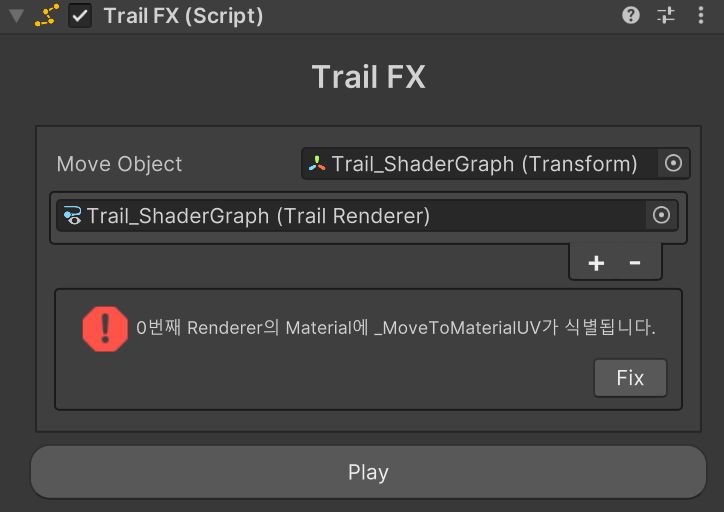 Trail FX (Script)
Trail FX
Move Object
Trail_ShaderGraph (Transform)
Trail_ShaderGraph (Trail Renderer)
+ -
0번째 Renderer의 Material에 _MoveToMaterialUV가 식별됩니다.
Fix
Play